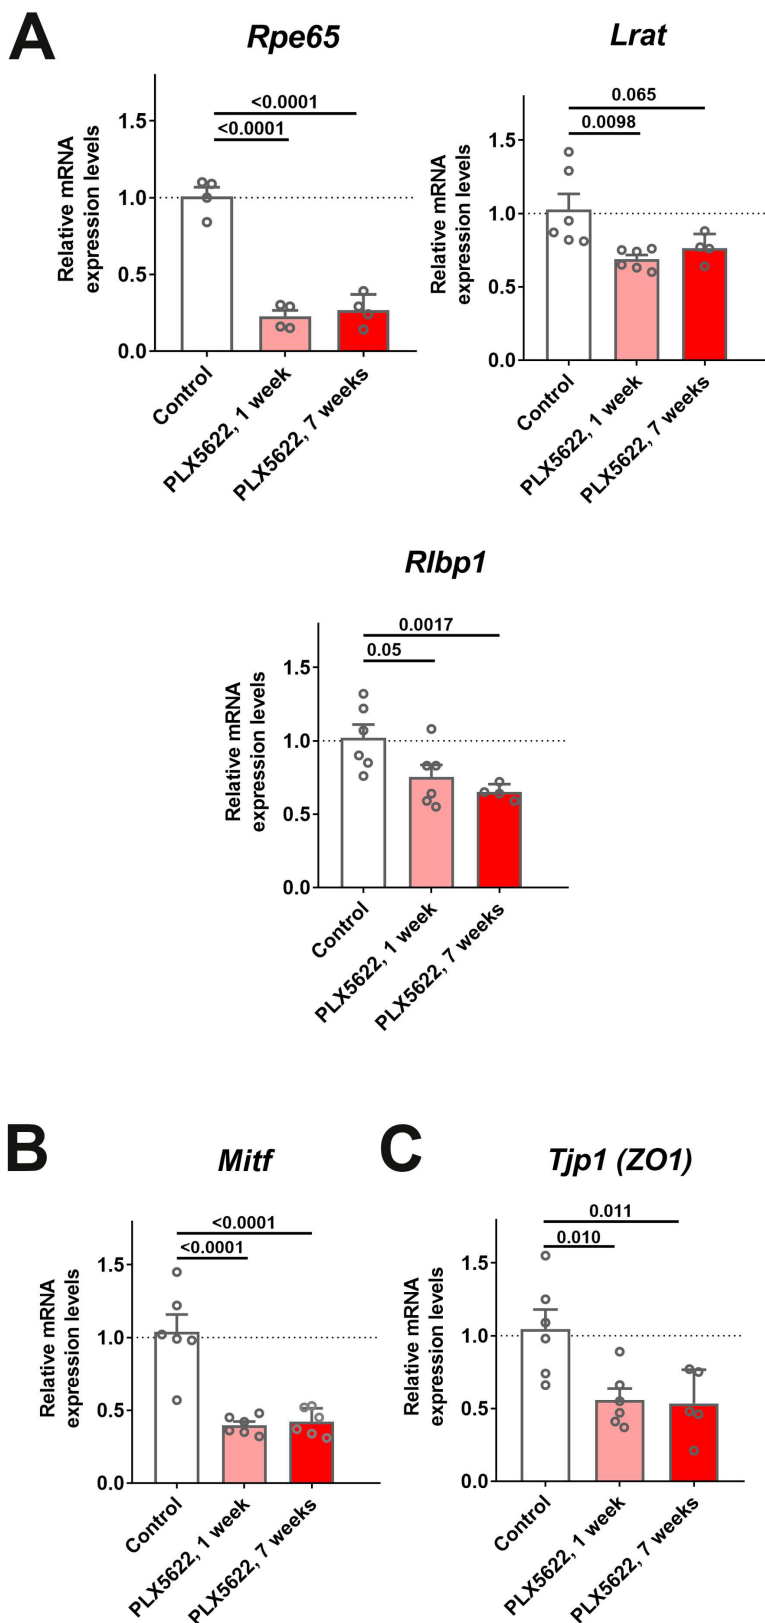 A
Rpe65
Relative mRNA
expression levels
1.5
1.0
0.5
0.0
<0.0001
<0.0001
Control
PLX5622, 1 week
PLX5622, 7 weeks
Lrat
Relative mRNA
expression levels
1.5
1.0
0.5
0.0
0.065
0.0098
Control
PLX5622, 1 week
PLX5622, 7 weeks
Rlbp1
Relative mRNA
expression levels
1.5
1.0
0.5
0.0
0.0017
0.05
Control
PLX5622, 1 week
PLX5622, 7 weeks
B
Mitf
Relative mRNA
expression levels
1.5
1.0
0.5
0.0
<0.0001
<0.0001
Control
PLX5622, 1 week
PLX5622, 7 weeks
C
Tjp1 (ZO1)
Relative mRNA
expression levels
1.5
1.0
0.5
0.0
0.011
0.010
Control
PLX5622, 1 week
PLX5622, 7 weeks